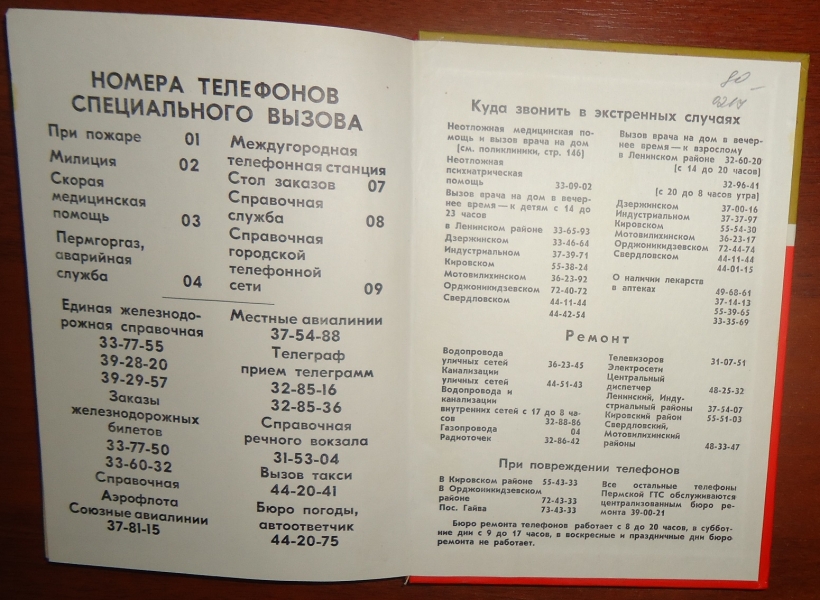 НОМЕРА ТЕЛЕФОНОВ
СПЕЦИАЛЬНОГО ВЫЗОВА
При пожаре 01
Милиция 02
Скорая
медицинская
помощь 03
Пермгоргаз,
аварийная
служба 04
Междугородная
телефонная станция
Стол заказов 07
Справочная
служба 08
Справочная
городской
телефонной
сети 09
Единая железнодо-
рожная справочная
33-77-55
39-28-20
39-29-57
Заказы
железнодорожных
билетов
33-77-50
33-60-32
Справочная
Аэрофлота
Союзные авиалинии
37-81-15
Местные авиалинии
37-54-88
Телеграф
прием телеграмм
32-85-16
32-85-36
Справочная
речного вокзала
31-53-04
Вызов такси
44-20-41
Бюро погоды,
автоответчик
44-20-75
Куда звонить в экстренных случаях
Неотложная медицинская по-
мощь и вызов врача на дом
(см. поликлиники, стр. 146)
Неотложная
психиатрическая
помощь 33-09-02
Вызов врача на дом в вечер-
нее время — к детям с 14 до
23 часов
в Ленинском районе 33-65-93
Дзержинском 33-46-64
Индустриальном 37-39-71
Кировском 55-38-24
Мотовилихинском 36-23-92
Орджоникидзевском 72-40-72
Свердловском 44-11-44
44-42-54
Вызов врача на дом в вечер-
нее время — к взрослому
в Ленинском районе 32-60-20
(с 14 до 20 часов)
32-96-41
(с 20 до 8 часов утра)
Дзержинском 37-00-16
Индустриальном 37-37-97
Кировском 55-54-30
Мотовилихинском 36-23-17
Орджоникидзевском 72-44-74
Свердловском 44-11-44
44-01-15
О наличии лекарств
в аптеках 49-68-61
37-14-13
55-39-65
33-35-69
Ремонт
Водопровода
уличных сетей 36-23-45
Канализации
уличных сетей 44-51-43
Водопровода и
канализации
внутренних сетей с 17 до 8 ча-
сов 32-88-86
Газопровода 04
Радиоточек 32-86-42
Телевизоров 31-07-51
Электросети
Центральный
диспетчер 48-25-32
Ленинский, Инду-
стриальный районы 37-54-07
Кировский район 55-51-03
Свердловский,
Мотовилихинский
районы 48-33-47
При повреждении телефонов
В Кировском районе 55-43-33
В Орджоникидзевском
районе 72-43-33
Пос. Гайва 73-43-33
Все остальные телефоны
Пермской ГТС обслуживаются
централизованным бюро ре-
монта 39-00-21
Бюро ремонта телефонов работает с 8 до 20 часов, в суббот-
ние дни с 9 до 17 часов, в воскресные и праздничные дни бюро
ремонта не работает.